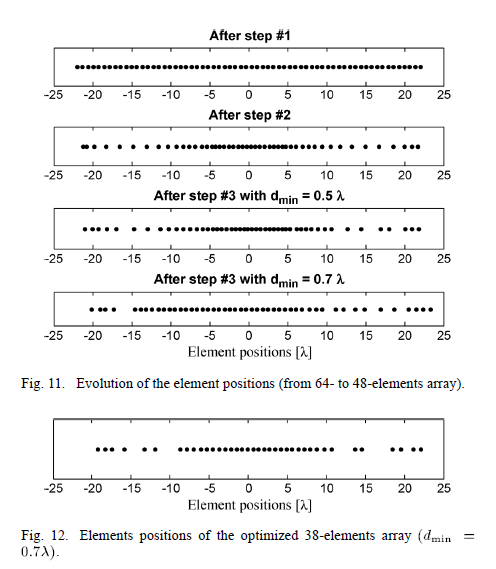 After step #1
-25 -20 -15 -10 -5 0 5 10 15 20 25
After step #2
-25 -20 -15 -10 -5 0 5 10 15 20 25
After step #3 with dmin = 0.5 λ
-25 -20 -15 -10 -5 0 5 10 15 20 25
After step #3 with dmin = 0.7 λ
-25 -20 -15 -10 -5 0 5 10 15 20 25
Element positions [λ]
Fig. 11. Evolution of the element positions (from 64- to 48-elements array).
-25 -20 -15 -10 -5 0 5 10 15 20 25
Element positions [λ]
Fig. 12. Elements positions of the optimized 38-elements array (dmin =
0.7λ).